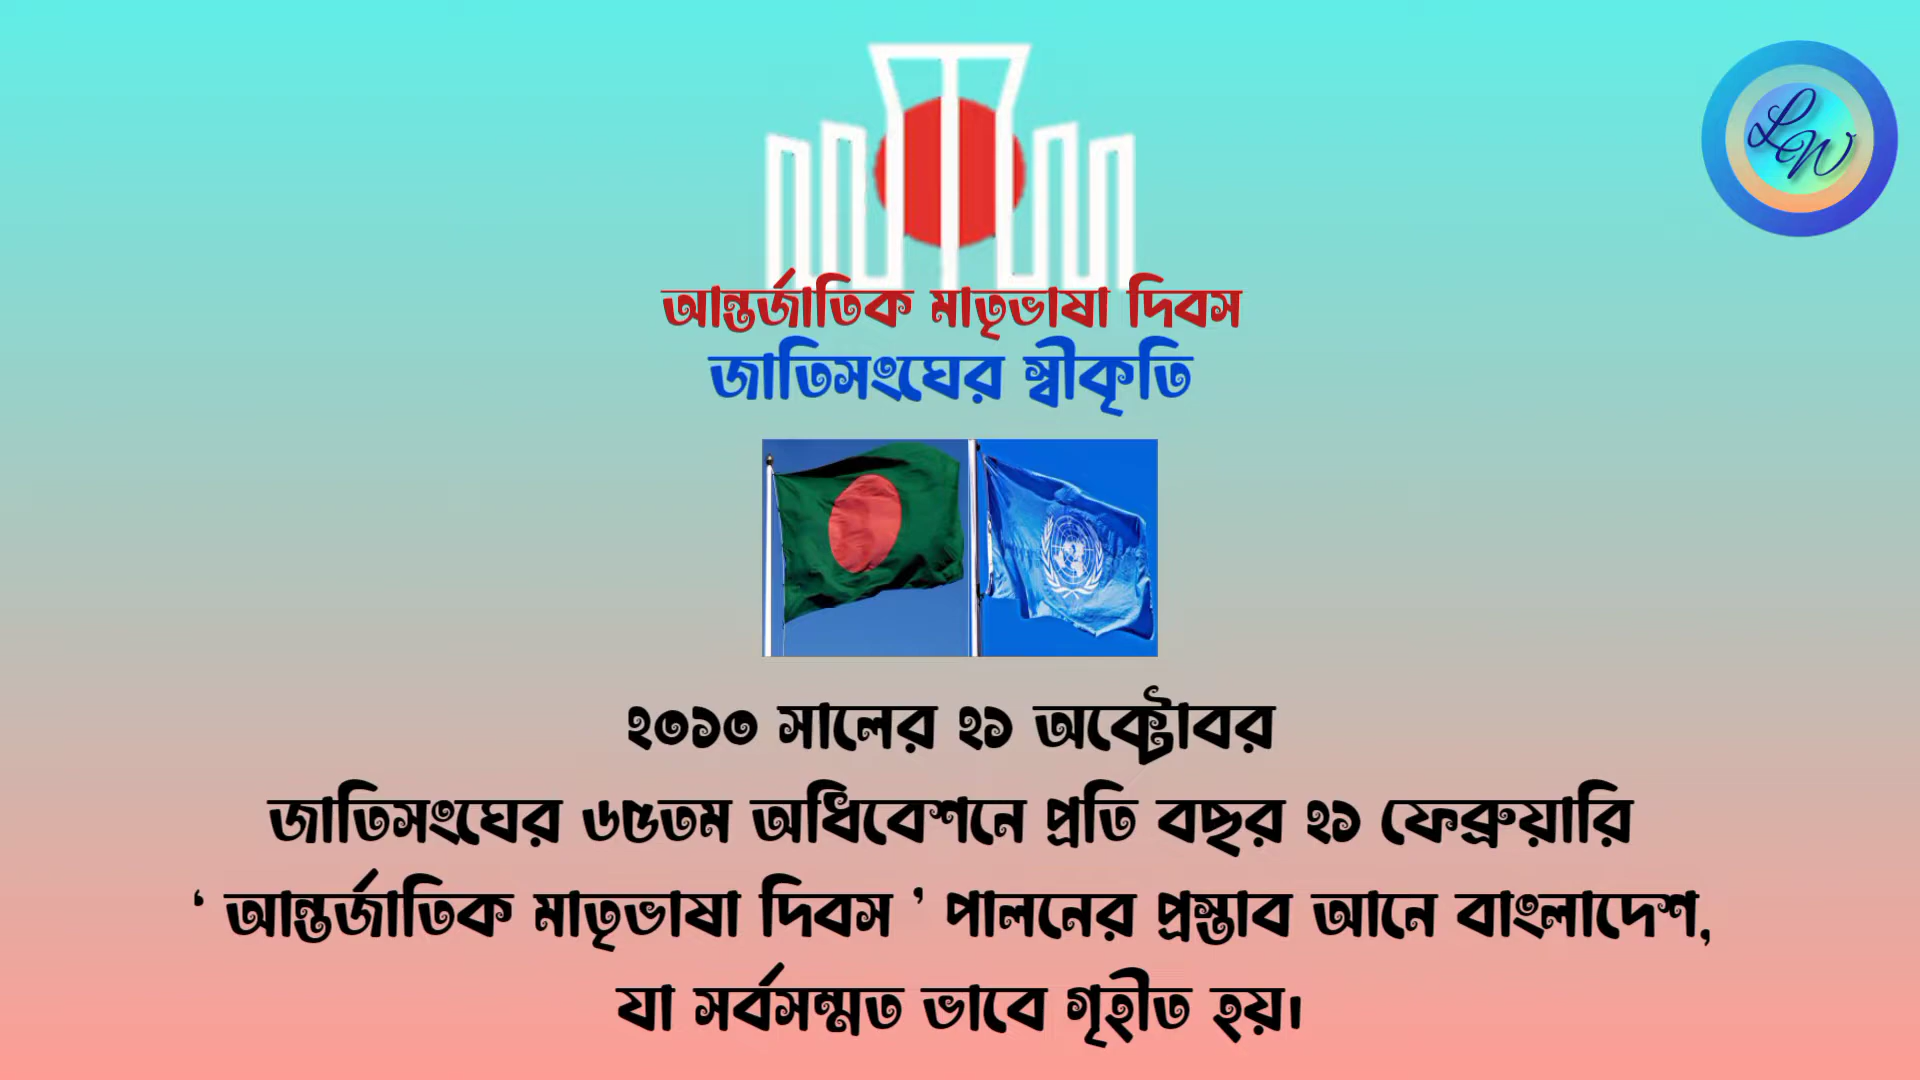 LW
আন্তর্জাতিক মাতৃভাষা দিবস
জাতিসংঘের স্বীকৃতি
২০১০ সালের ২১ অক্টোবর
জাতিসংঘের ৬৫তম অধিবেশনে প্রতি বছর ২১ ফেব্রুয়ারি
‘ আন্তর্জাতিক মাতৃভাষা দিবস ’ পালনের প্রস্তাব আনে বাংলাদেশ,
যা সর্বসম্মত ভাবে গৃহীত হয়।